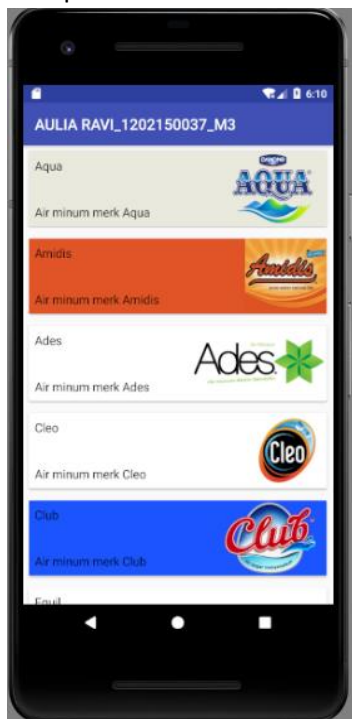 6:10
AULIA RAVI_1202150037_M3
Aqua
DANONE
AQUA
Air minum merk Aqua
Amidis
Amidis
Air minum merk Amidis
Ades
Ades
Air minum merk Ades
Cleo
Cleo
Air minum merk Cleo
Club
Club
Air minum merk Club
Equil